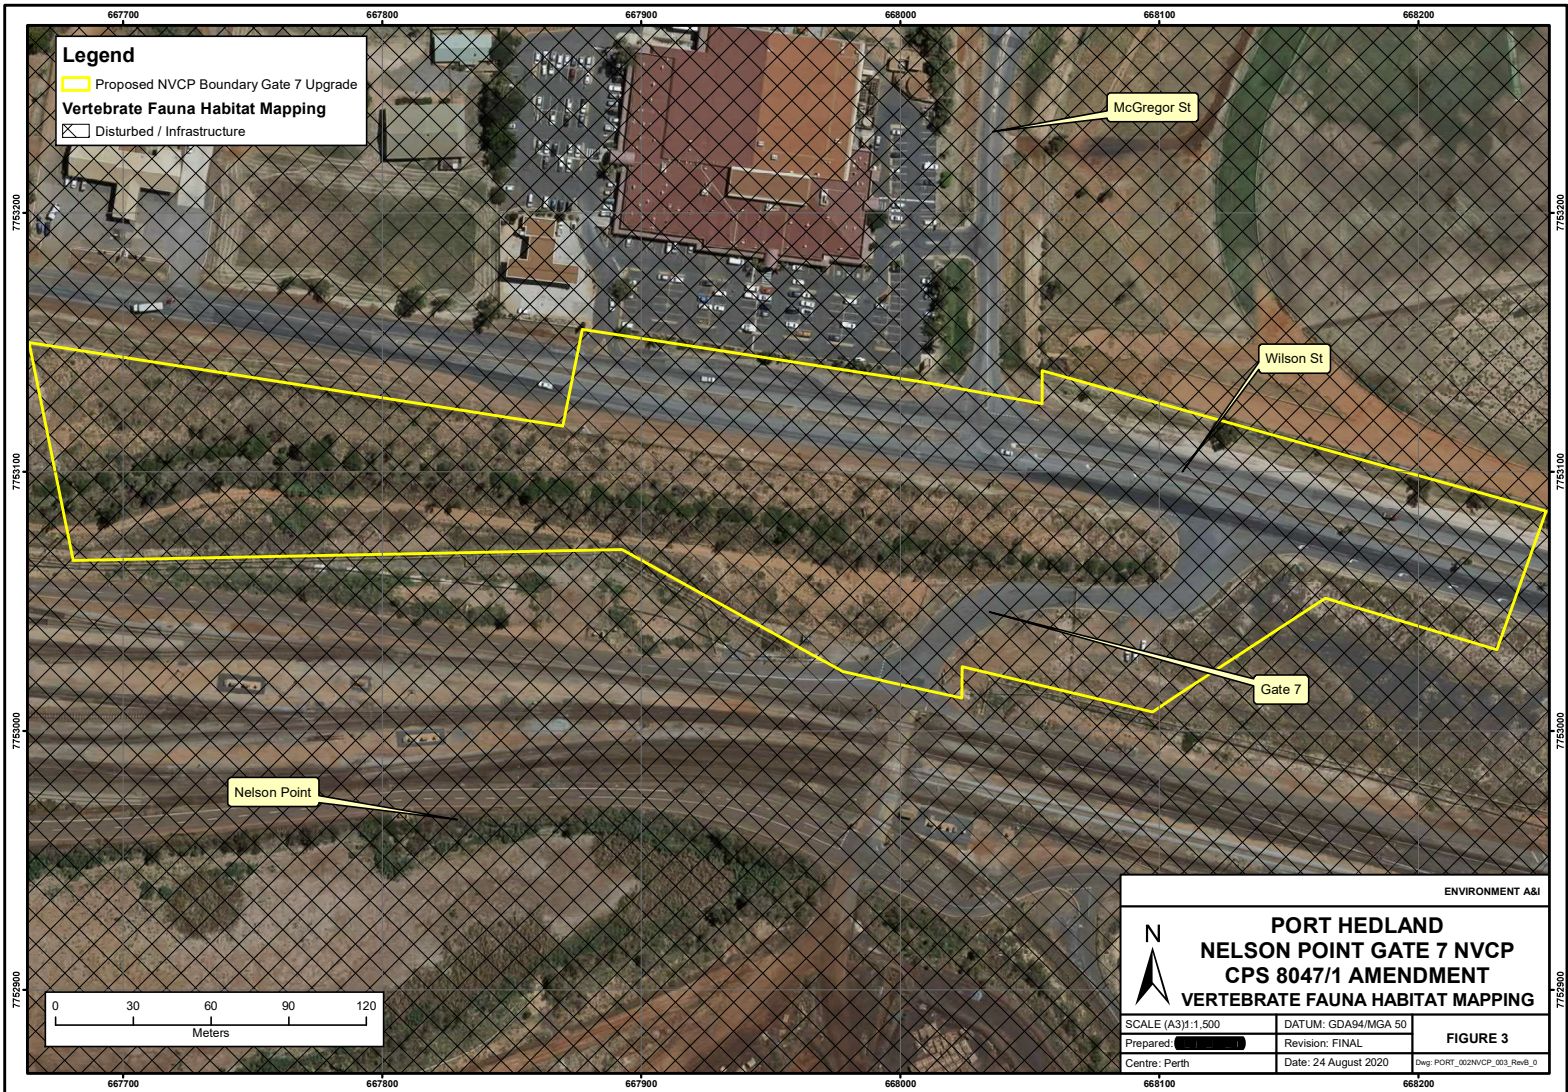 667700 667800 667900 668000 668100 668200
Legend
Proposed NVCP Boundary Gate 7 Upgrade
Vertebrate Fauna Habitat Mapping
Disturbed / Infrastructure
McGregor St
7753200 7753200
Wilson St
7753100 7753100
Gate 7
7753000 7753000
Nelson Point
7752900 7752900
0 30 60 90 120
Meters
ENVIRONMENT A&I
N
PORT HEDLAND
NELSON POINT GATE 7 NVCP
CPS 8047/1 AMENDMENT
VERTEBRATE FAUNA HABITAT MAPPING
SCALE (A3)1:1,500
DATUM: GDA94/MGA 50
Prepared:
Revision: FINAL
FIGURE 3
Centre: Perth
Date: 24 August 2020
Dwg: PORT_002NVCP_003_RevB_0
667700 667800 667900 668000 668100 668200